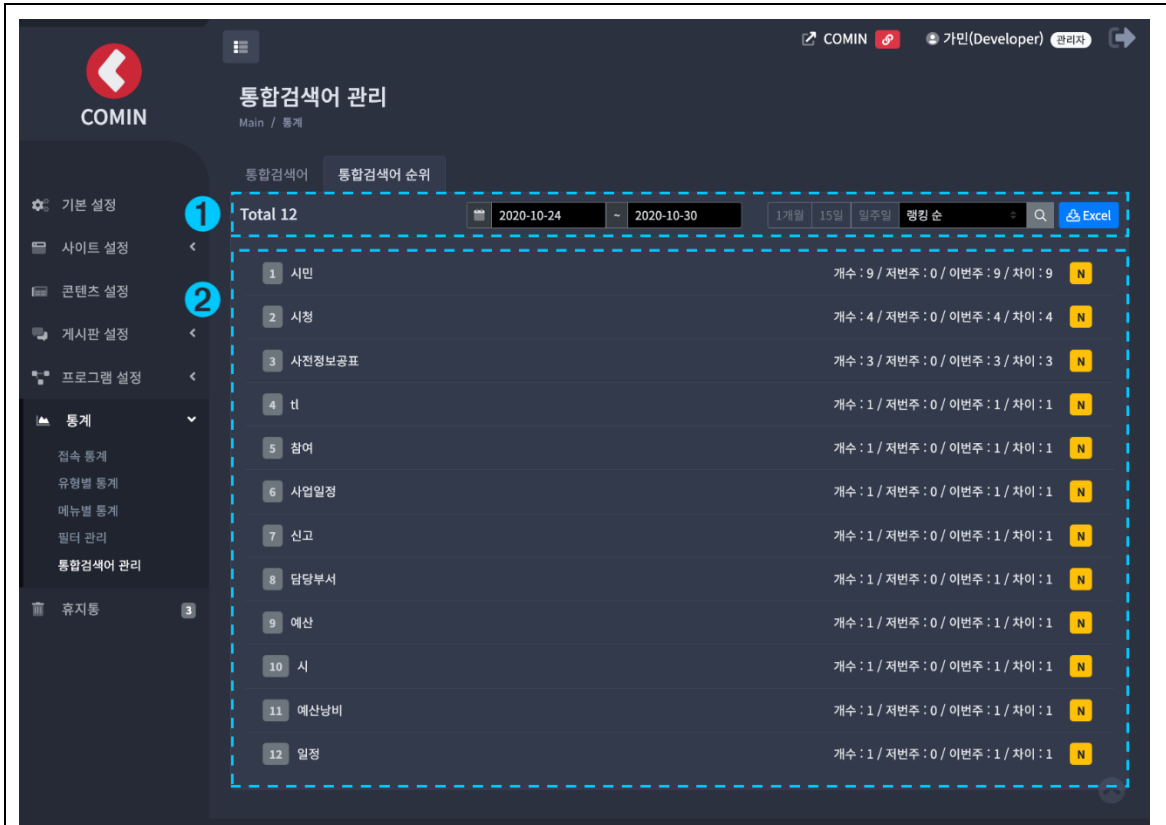 COMIN 가민(Developer) 관리자
COMIN
통합검색어 관리
Main / 통계
통합검색어 통합검색어 순위
기본 설정
사이트 설정
콘텐츠 설정
게시판 설정
프로그램 설정
통계
접속 통계
유형별 통계
메뉴별 통계
필터 관리
통합검색어 관리
휴지통 3
1
Total 12 2020-10-24 ~ 2020-10-30 1개월 15일 일주일 랭킹 순 Excel
2
1 시민 개수 : 9 / 저번주 : 0 / 이번주 : 9 / 차이 : 9 N
2 시청 개수 : 4 / 저번주 : 0 / 이번주 : 4 / 차이 : 4 N
3 사전정보공표 개수 : 3 / 저번주 : 0 / 이번주 : 3 / 차이 : 3 N
4 tl 개수 : 1 / 저번주 : 0 / 이번주 : 1 / 차이 : 1 N
5 참여 개수 : 1 / 저번주 : 0 / 이번주 : 1 / 차이 : 1 N
6 사업일정 개수 : 1 / 저번주 : 0 / 이번주 : 1 / 차이 : 1 N
7 신고 개수 : 1 / 저번주 : 0 / 이번주 : 1 / 차이 : 1 N
8 담당부서 개수 : 1 / 저번주 : 0 / 이번주 : 1 / 차이 : 1 N
9 예산 개수 : 1 / 저번주 : 0 / 이번주 : 1 / 차이 : 1 N
10 시 개수 : 1 / 저번주 : 0 / 이번주 : 1 / 차이 : 1 N
11 예산낭비 개수 : 1 / 저번주 : 0 / 이번주 : 1 / 차이 : 1 N
12 일정 개수 : 1 / 저번주 : 0 / 이번주 : 1 / 차이 : 1 N